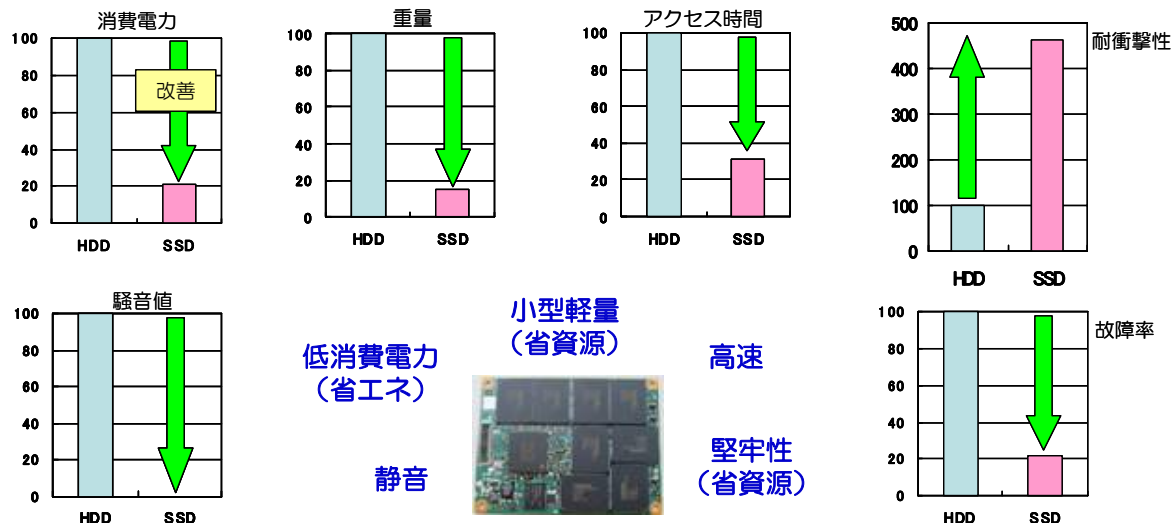 消費電力
100
80
60
40
20
0
改善
HDD
SSD
重量
100
80
60
40
20
0
HDD
SSD
アクセス時間
100
80
60
40
20
0
HDD
SSD
耐衝撃性
500
400
300
200
100
0
HDD
SSD
騒音値
100
80
60
40
20
0
HDD
SSD
小型軽量
（省資源）
低消費電力
（省エネ）
高速
静音
堅牢性
（省資源）
故障率
100
80
60
40
20
0
HDD
SSD